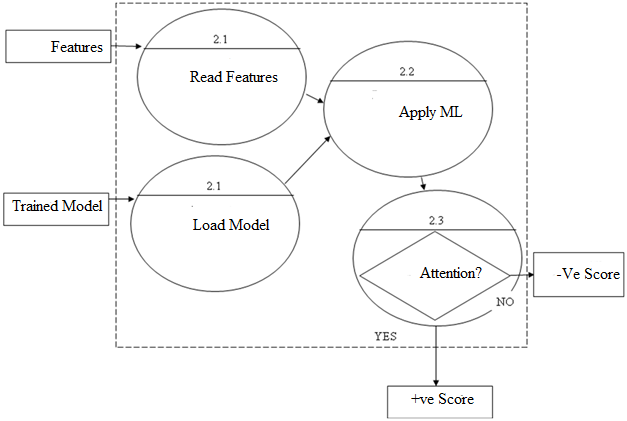 2.1
Features
Read Features
2.2
Apply ML
2.1
Trained Model
Load Model
2.3
Attention?
-Ve Score
NO
YES
+ve Score